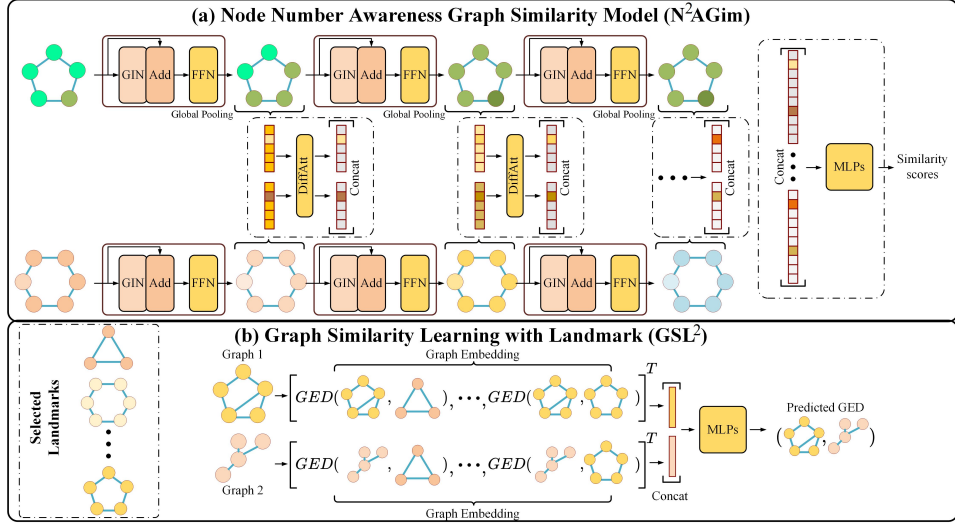 (a) Node Number Awareness Graph Similarity Model (N²AGim)
GIN Add FFN GIN Add FFN GIN Add FFN
Global Pooling Global Pooling Global Pooling
DiffAtt Concat DiffAtt Concat Concat
Concat MLPs Similarity scores
GIN Add FFN GIN Add FFN GIN Add FFN
(b) Graph Similarity Learning with Landmark (GSL²)
Selected Landmarks
Graph Embedding
Graph 1
[GED( , ), ⋯, GED( , )] T
MLPs
Predicted GED
( , )
[GED( , ), ⋯, GED( , )] T
Graph 2
Concat
Graph Embedding